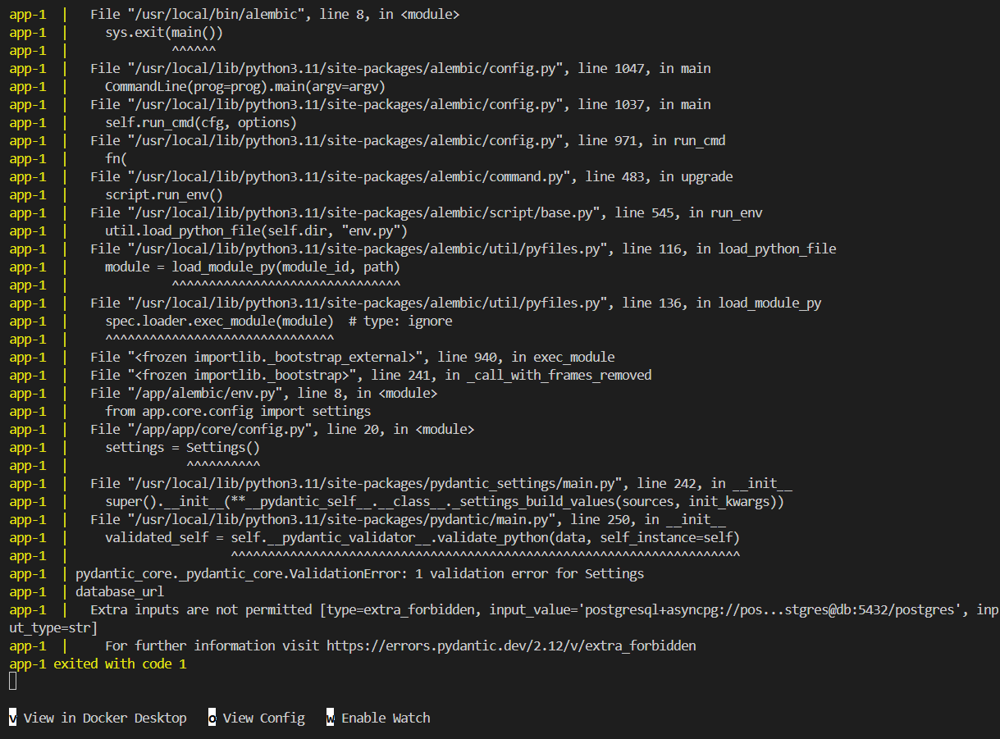 app-1  |   File "/usr/local/bin/alembic", line 8, in <module>
app-1  |     sys.exit(main())
app-1  |              ^^^^^^
app-1  |   File "/usr/local/lib/python3.11/site-packages/alembic/config.py", line 1047, in main
app-1  |     CommandLine(prog=prog).main(argv=argv)
app-1  |   File "/usr/local/lib/python3.11/site-packages/alembic/config.py", line 1037, in main
app-1  |     self.run_cmd(cfg, options)
app-1  |   File "/usr/local/lib/python3.11/site-packages/alembic/config.py", line 971, in run_cmd
app-1  |     fn(
app-1  |   File "/usr/local/lib/python3.11/site-packages/alembic/command.py", line 483, in upgrade
app-1  |     script.run_env()
app-1  |   File "/usr/local/lib/python3.11/site-packages/alembic/script/base.py", line 545, in run_env
app-1  |     util.load_python_file(self.dir, "env.py")
app-1  |   File "/usr/local/lib/python3.11/site-packages/alembic/util/pyfiles.py", line 116, in load_python_file
app-1  |     module = load_module_py(module_id, path)
app-1  |              ^^^^^^^^^^^^^^^^^^^^^^^^^^^^^^^
app-1  |   File "/usr/local/lib/python3.11/site-packages/alembic/util/pyfiles.py", line 136, in load_module_py
app-1  |     spec.loader.exec_module(module)  # type: ignore
app-1  |     ^^^^^^^^^^^^^^^^^^^^^^^^^^^^^^^
app-1  |   File "<frozen importlib._bootstrap_external>", line 940, in exec_module
app-1  |   File "<frozen importlib._bootstrap>", line 241, in _call_with_frames_removed
app-1  |   File "/app/alembic/env.py", line 8, in <module>
app-1  |     from app.core.config import settings
app-1  |   File "/app/app/core/config.py", line 20, in <module>
app-1  |     settings = Settings()
app-1  |                ^^^^^^^^^^
app-1  |   File "/usr/local/lib/python3.11/site-packages/pydantic_settings/main.py", line 242, in __init__
app-1  |     super().__init__(**__pydantic_self__.__class__._settings_build_values(sources, init_kwargs))
app-1  |   File "/usr/local/lib/python3.11/site-packages/pydantic/main.py", line 250, in __init__
app-1  |     validated_self = self.__pydantic_validator__.validate_python(data, self_instance=self)
app-1  |                      ^^^^^^^^^^^^^^^^^^^^^^^^^^^^^^^^^^^^^^^^^^^^^^^^^^^^^^^^^^^^^^^^^^^^^
app-1  | pydantic_core._pydantic_core.ValidationError: 1 validation error for Settings
app-1  | database_url
app-1  |   Extra inputs are not permitted [type=extra_forbidden, input_value='postgresql+asyncpg://pos...stgres@db:5432/postgres', inp
ut_type=str]
app-1  |     For further information visit https://errors.pydantic.dev/2.12/v/extra_forbidden
app-1 exited with code 1
v View in Docker Desktop   o View Config   w Enable Watch